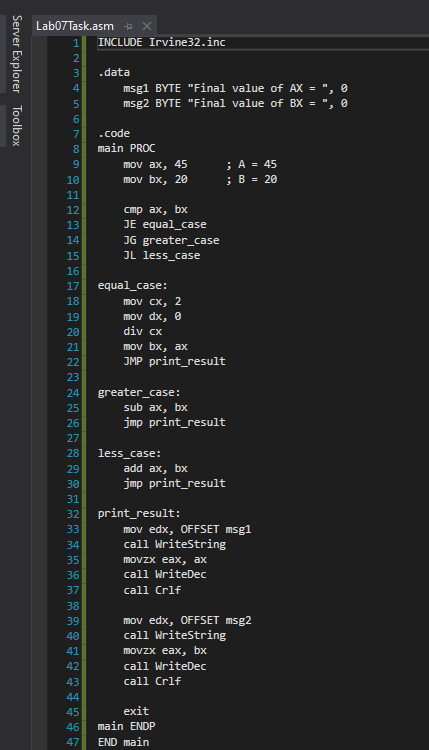 Server Explorer
Toolbox
Lab07Task.asm
1 INCLUDE Irvine32.inc
2
3 .data
4     msg1 BYTE "Final value of AX = ", 0
5     msg2 BYTE "Final value of BX = ", 0
6
7 .code
8 main PROC
9     mov ax, 45      ; A = 45
10     mov bx, 20      ; B = 20
11
12     cmp ax, bx
13     JE equal_case
14     JG greater_case
15     JL less_case
16
17 equal_case:
18     mov cx, 2
19     mov dx, 0
20     div cx
21     mov bx, ax
22     JMP print_result
23
24 greater_case:
25     sub ax, bx
26     jmp print_result
27
28 less_case:
29     add ax, bx
30     jmp print_result
31
32 print_result:
33     mov edx, OFFSET msg1
34     call WriteString
35     movzx eax, ax
36     call WriteDec
37     call Crlf
38
39     mov edx, OFFSET msg2
40     call WriteString
41     movzx eax, bx
42     call WriteDec
43     call Crlf
44
45     exit
46 main ENDP
47 END main